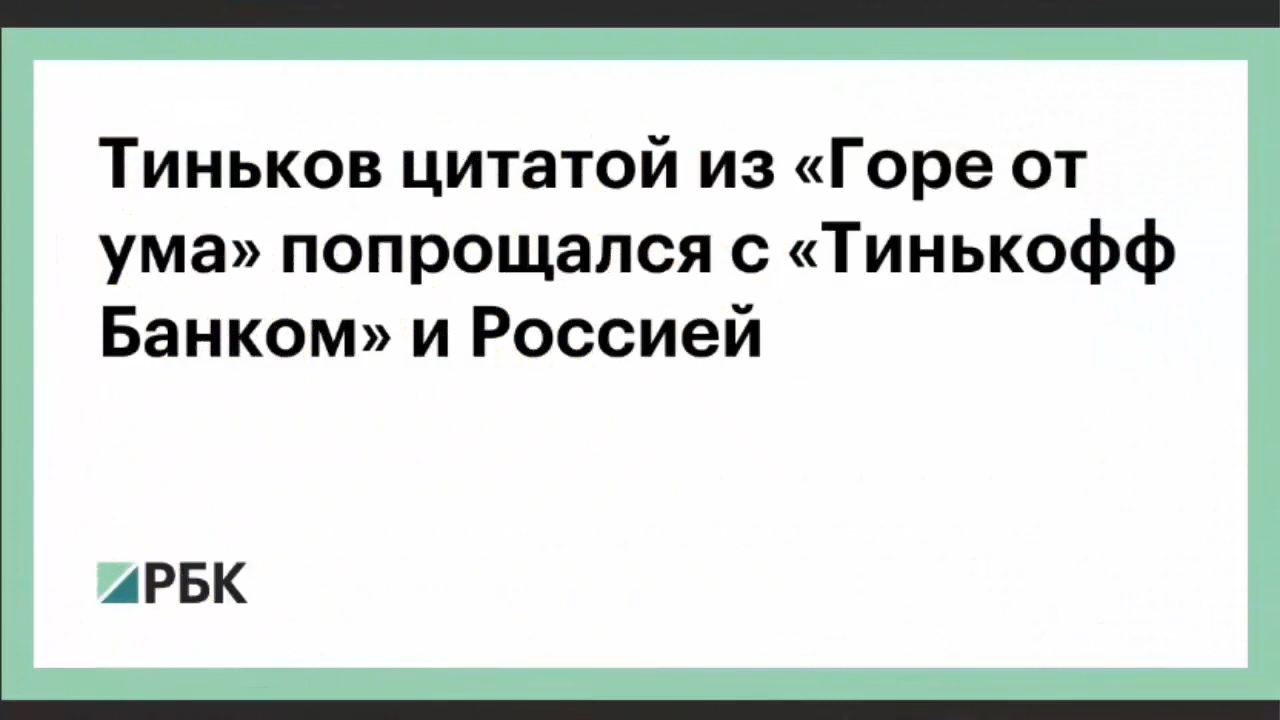 Тиньков цитатой из «Горе от
ума» попрощался с «Тинькофф
Банком» и Россией
РБК